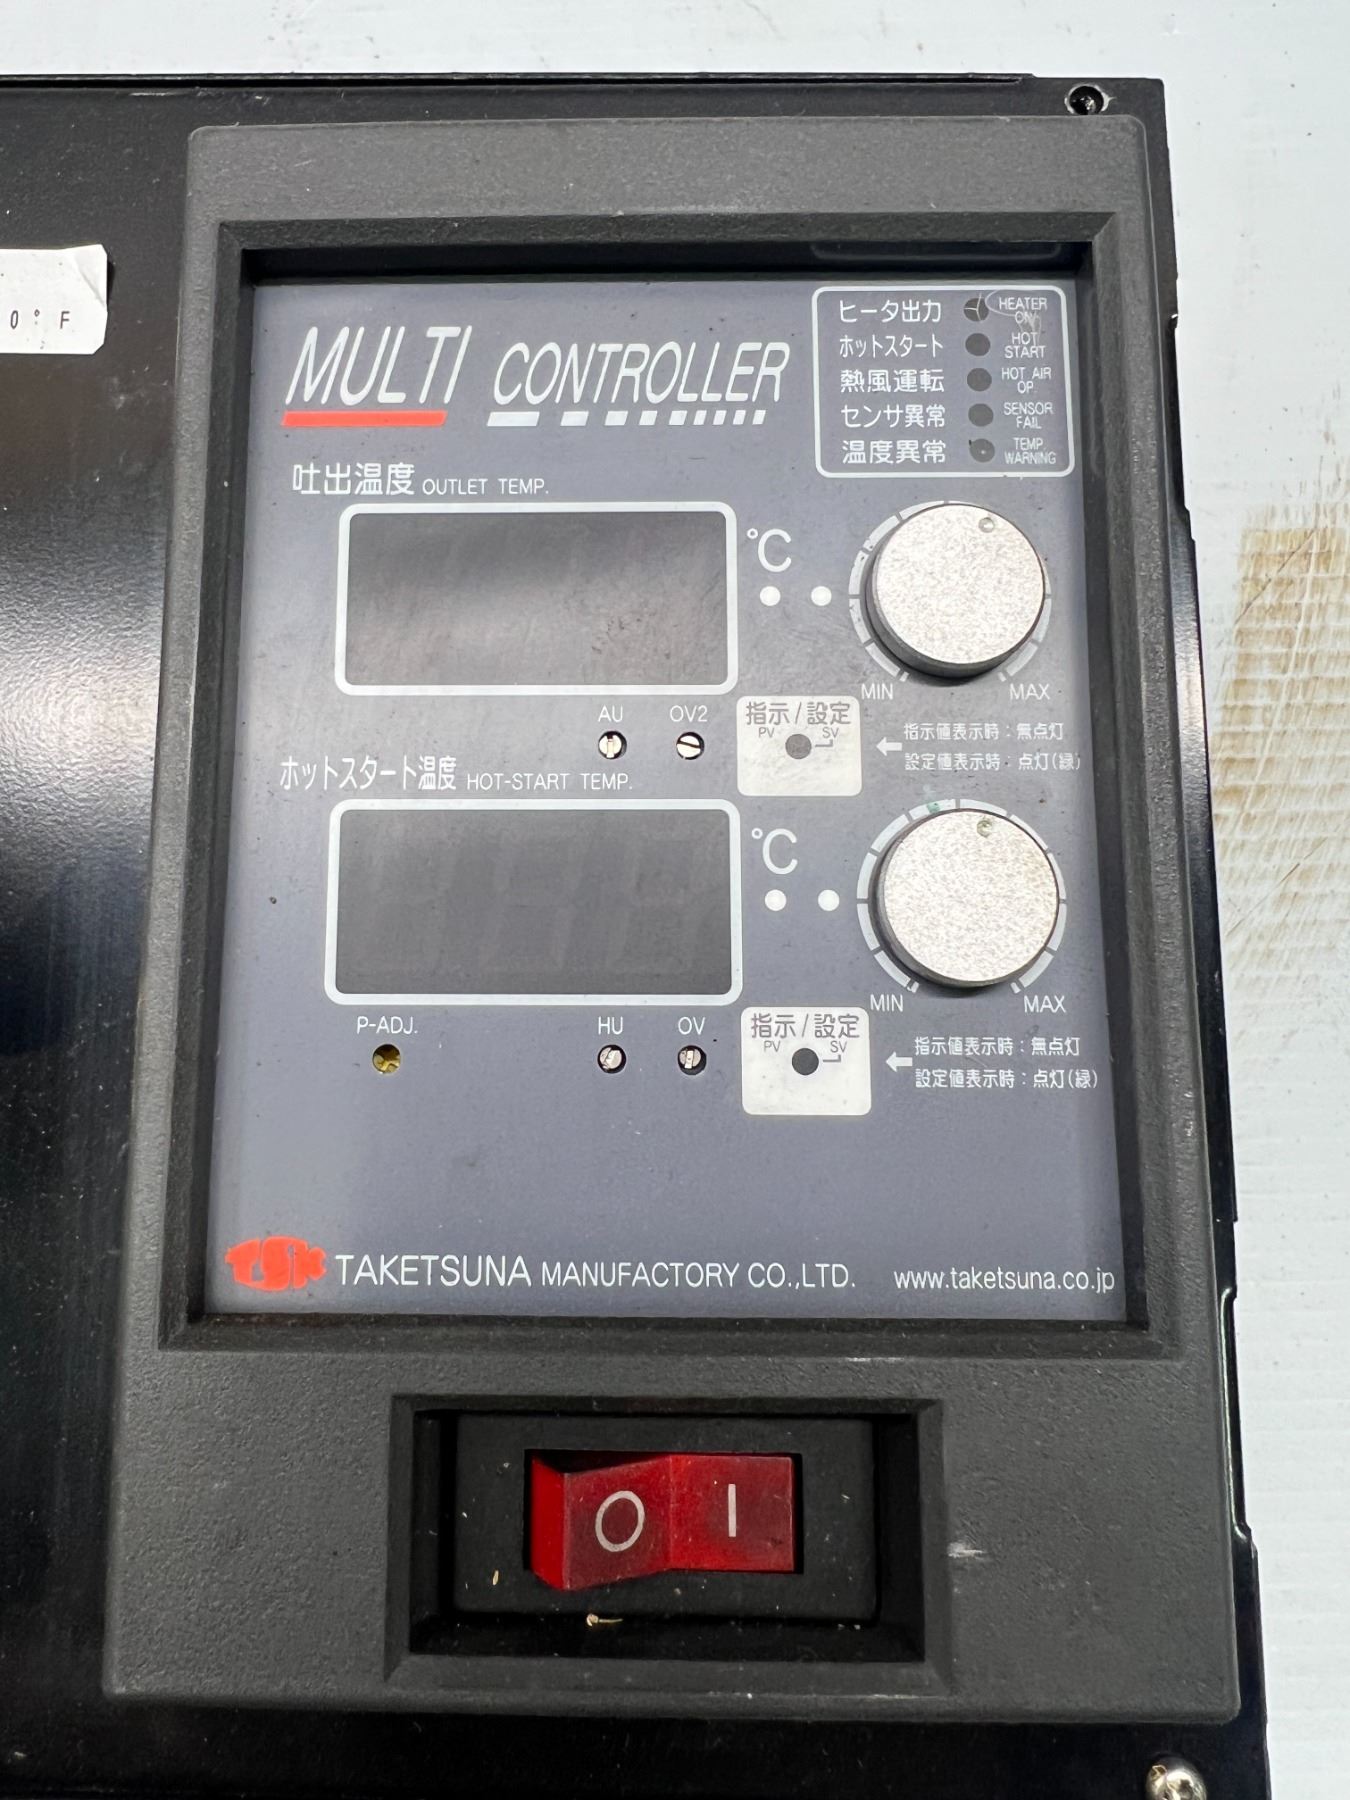 0°F
MULTI CONTROLLER
ヒータ出力 HEATER ON
ホットスタート HOT START
熱風運転 HOT AIR OP.
センサ異常 SENSOR FAIL
温度異常 TEMP. WARNING
吐出温度 OUTLET TEMP.
°C
MIN MAX
AU OV2
指示/設定
PV SV
指示値表示時：無点灯
設定値表示時：点灯(緑)
ホットスタート温度 HOT-START TEMP.
°C
MIN MAX
P-ADJ. HU OV
指示/設定
PV SV
指示値表示時：無点灯
設定値表示時：点灯(緑)
TSK TAKETSUNA MANUFACTORY CO.,LTD. www.taketsuna.co.jp
O I